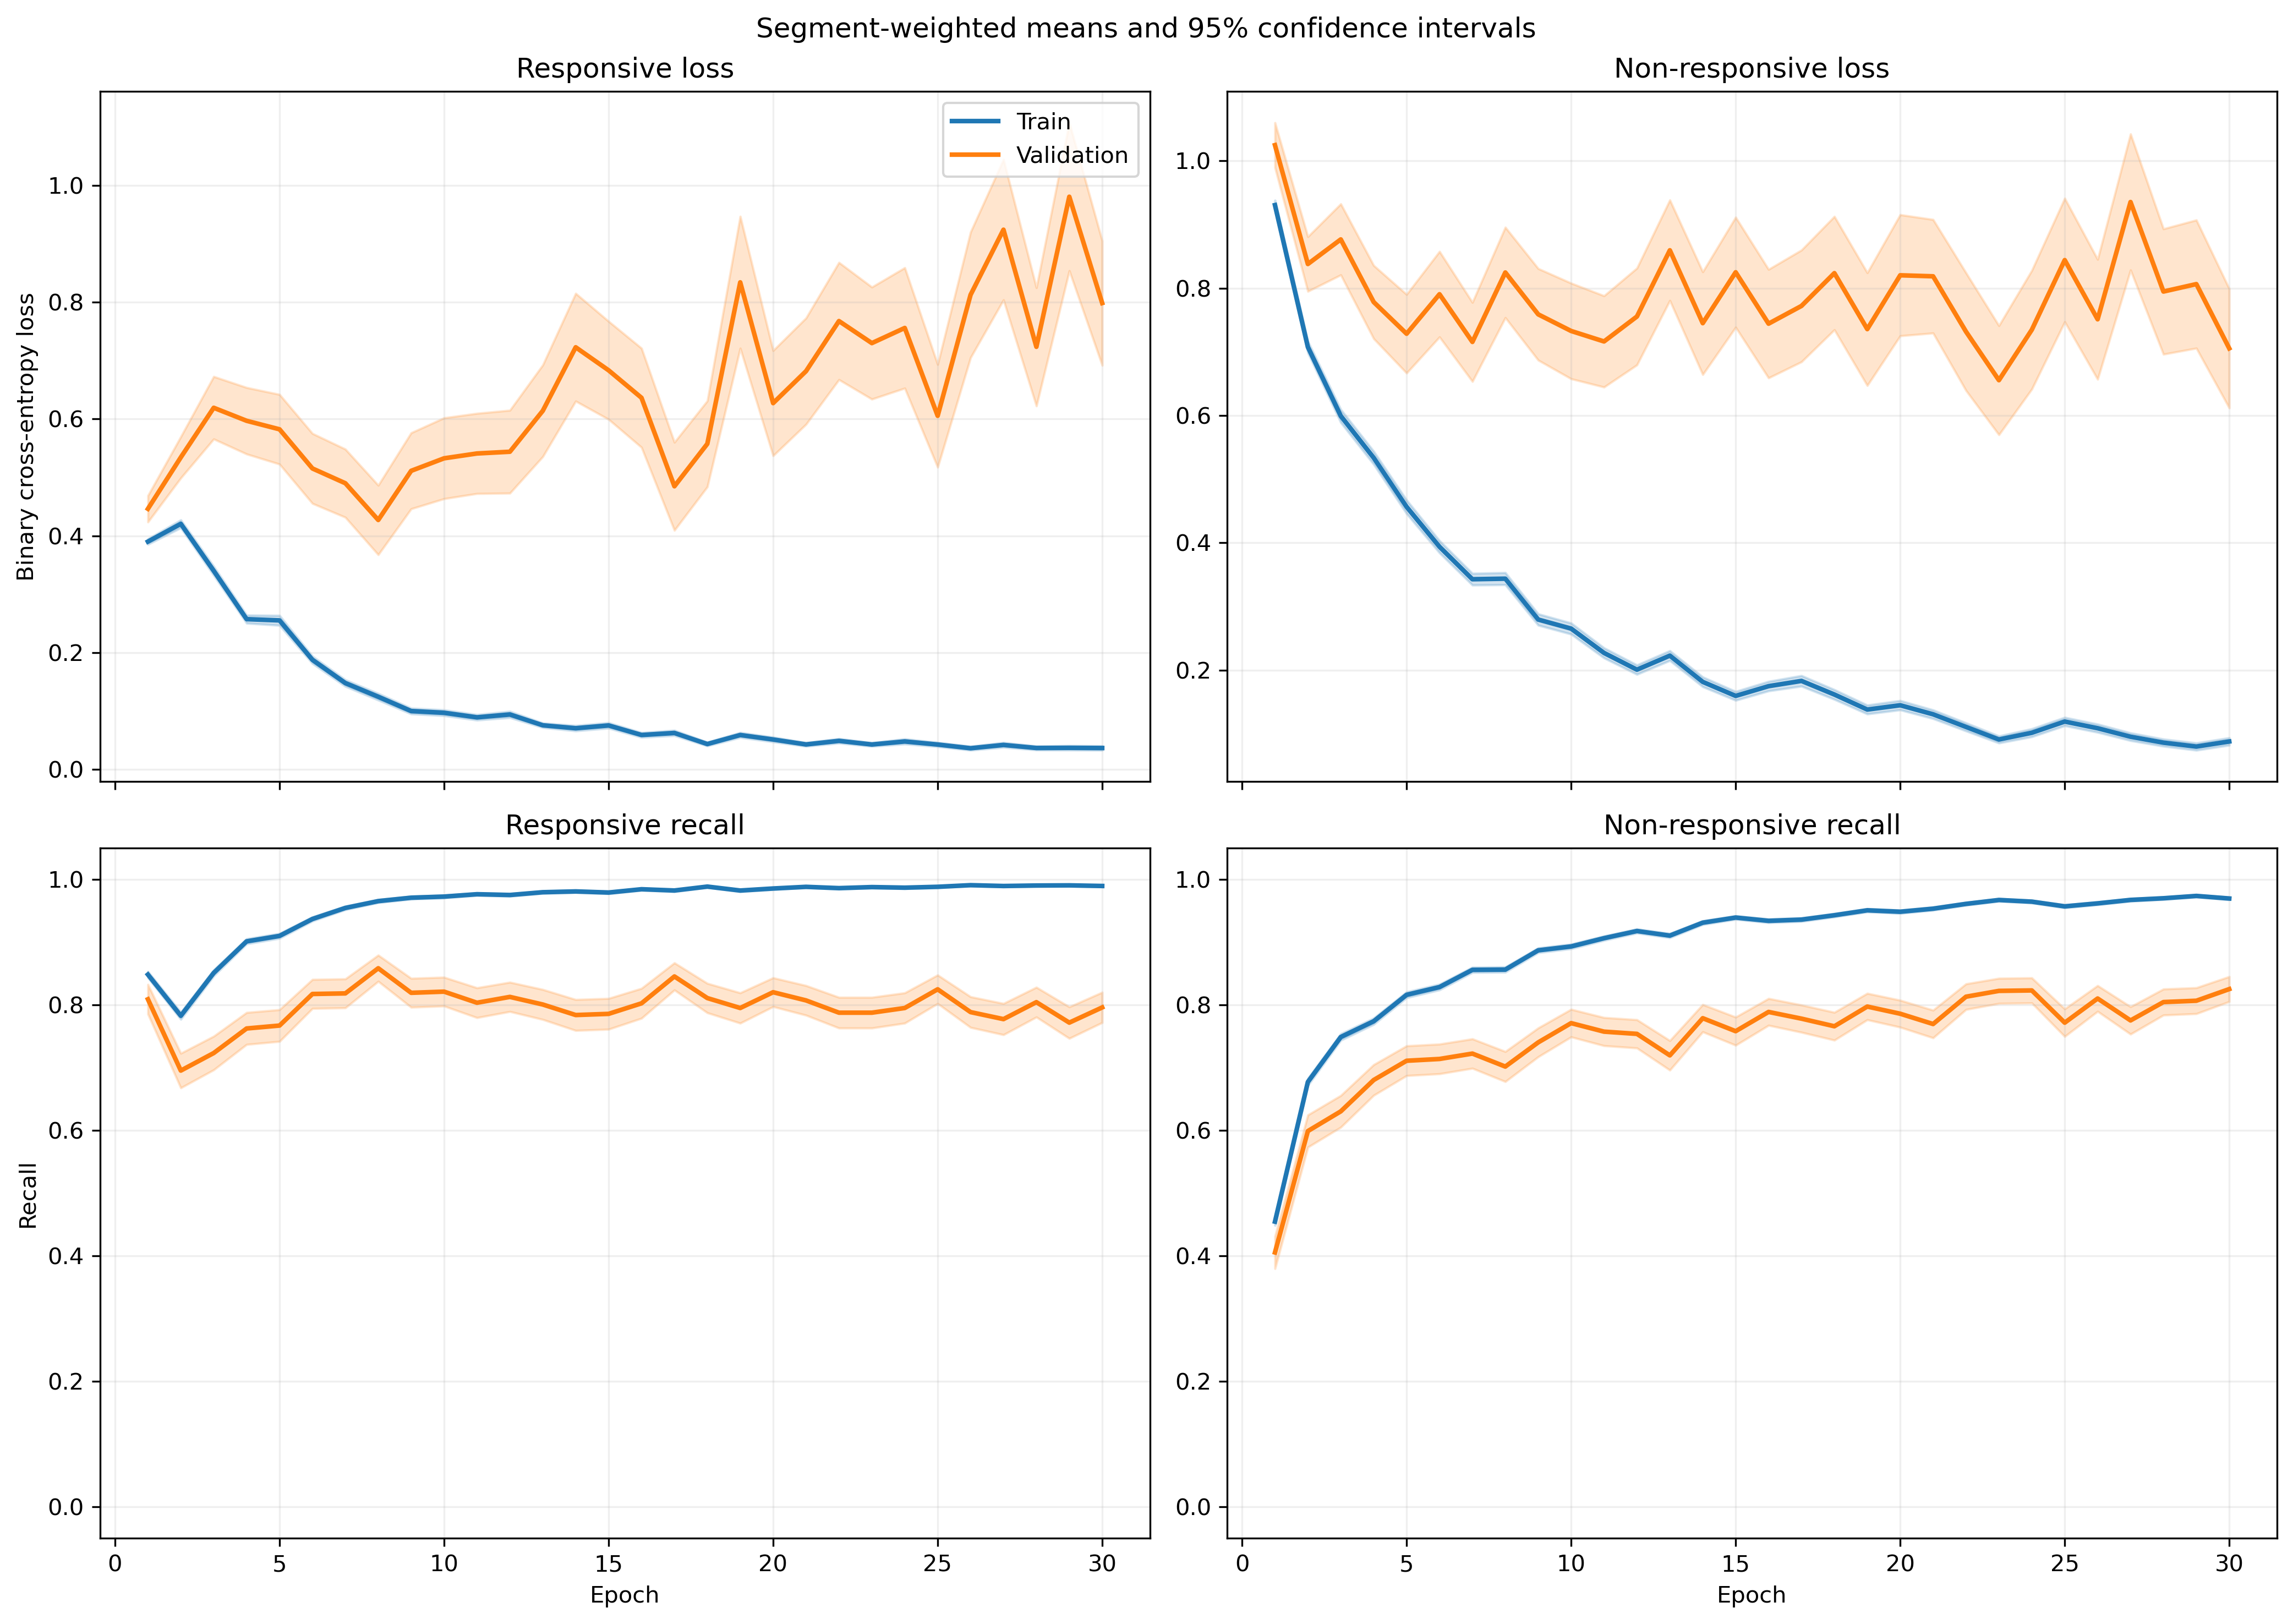 Segment-weighted means and 95% confidence intervals
Responsive loss
Non-responsive loss
Train
Validation
Binary cross-entropy loss
1.0
0.8
0.6
0.4
0.2
0.0
1.0
0.8
0.6
0.4
0.2
Responsive recall
Non-responsive recall
Recall
1.0
0.8
0.6
0.4
0.2
0.0
0 5 10 15 20 25 30
Epoch
1.0
0.8
0.6
0.4
0.2
0.0
0 5 10 15 20 25 30
Epoch